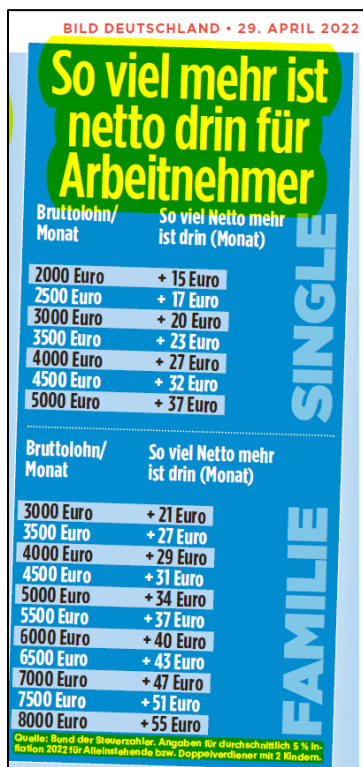 BILD DEUTSCHLAND • 29. APRIL 2022
So viel mehr ist
netto drin für
Arbeitnehmer
Bruttolohn/ So viel Netto mehr
Monat ist drin (Monat)
2000 Euro + 15 Euro
2500 Euro + 17 Euro
3000 Euro + 20 Euro
3500 Euro + 23 Euro
4000 Euro + 27 Euro
4500 Euro + 32 Euro
5000 Euro + 37 Euro
SINGLE
Bruttolohn/ So viel Netto mehr
Monat ist drin (Monat)
3000 Euro + 21 Euro
3500 Euro + 27 Euro
4000 Euro + 29 Euro
4500 Euro + 31 Euro
5000 Euro + 34 Euro
5500 Euro + 37 Euro
6000 Euro + 40 Euro
6500 Euro + 43 Euro
7000 Euro + 47 Euro
7500 Euro + 51 Euro
8000 Euro + 55 Euro
FAMILIE
Quelle: Bund der Steuerzahler. Angaben für durchschnittlich 5 % In-
flation 2022 für Alleinstehende bzw. Doppelverdiener mit 2 Kindern.